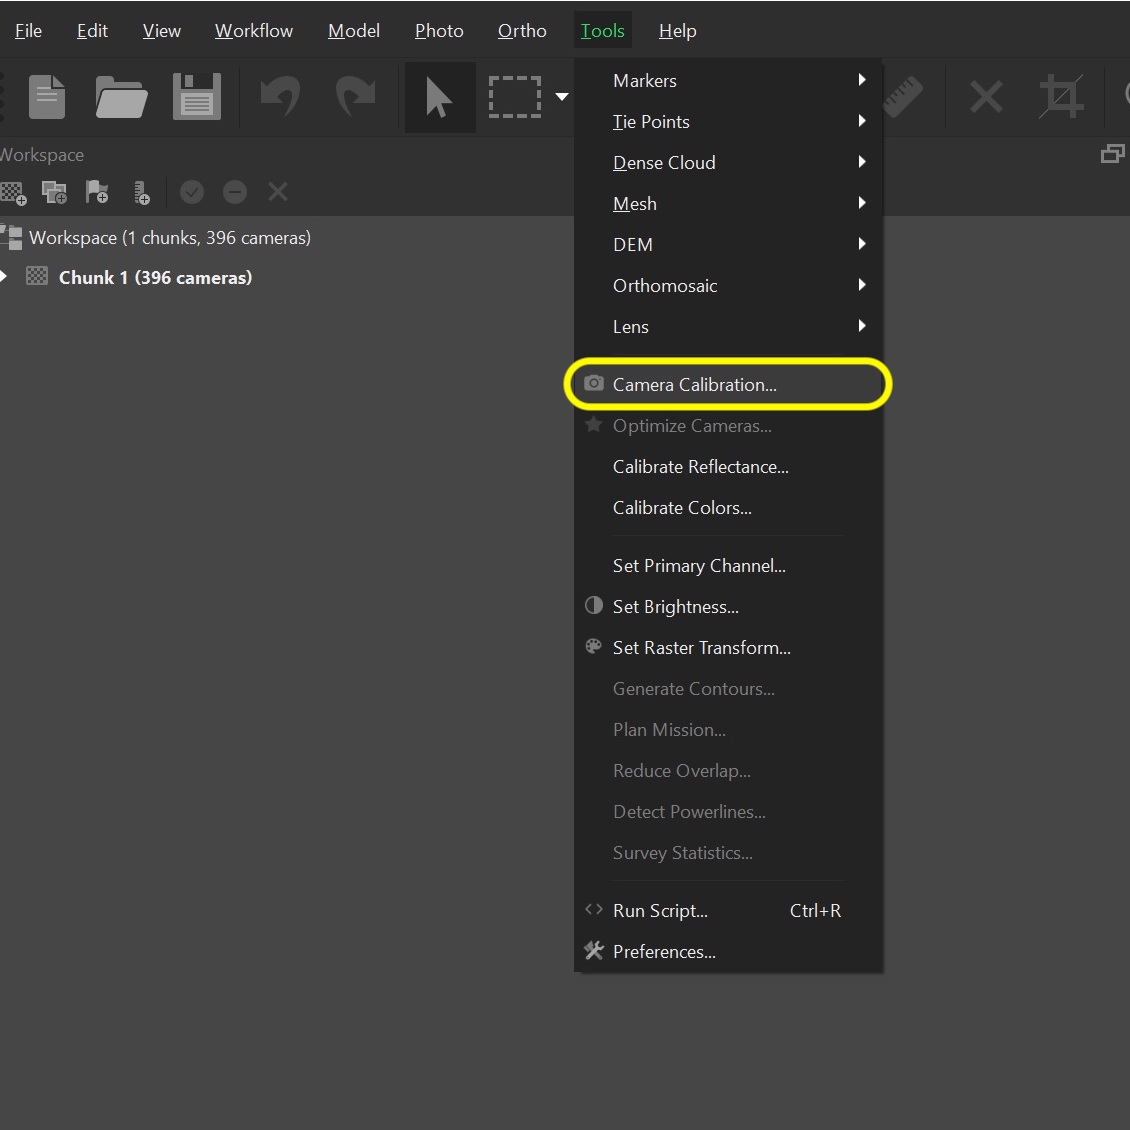 File Edit View Workflow Model Photo Ortho Tools Help
Workspace
Workspace (1 chunks, 396 cameras)
Chunk 1 (396 cameras)
Markers
Tie Points
Dense Cloud
Mesh
DEM
Orthomosaic
Lens
Camera Calibration...
Optimize Cameras...
Calibrate Reflectance...
Calibrate Colors...
Set Primary Channel...
Set Brightness...
Set Raster Transform...
Generate Contours...
Plan Mission...
Reduce Overlap...
Detect Powerlines...
Survey Statistics...
Run Script... Ctrl+R
Preferences...